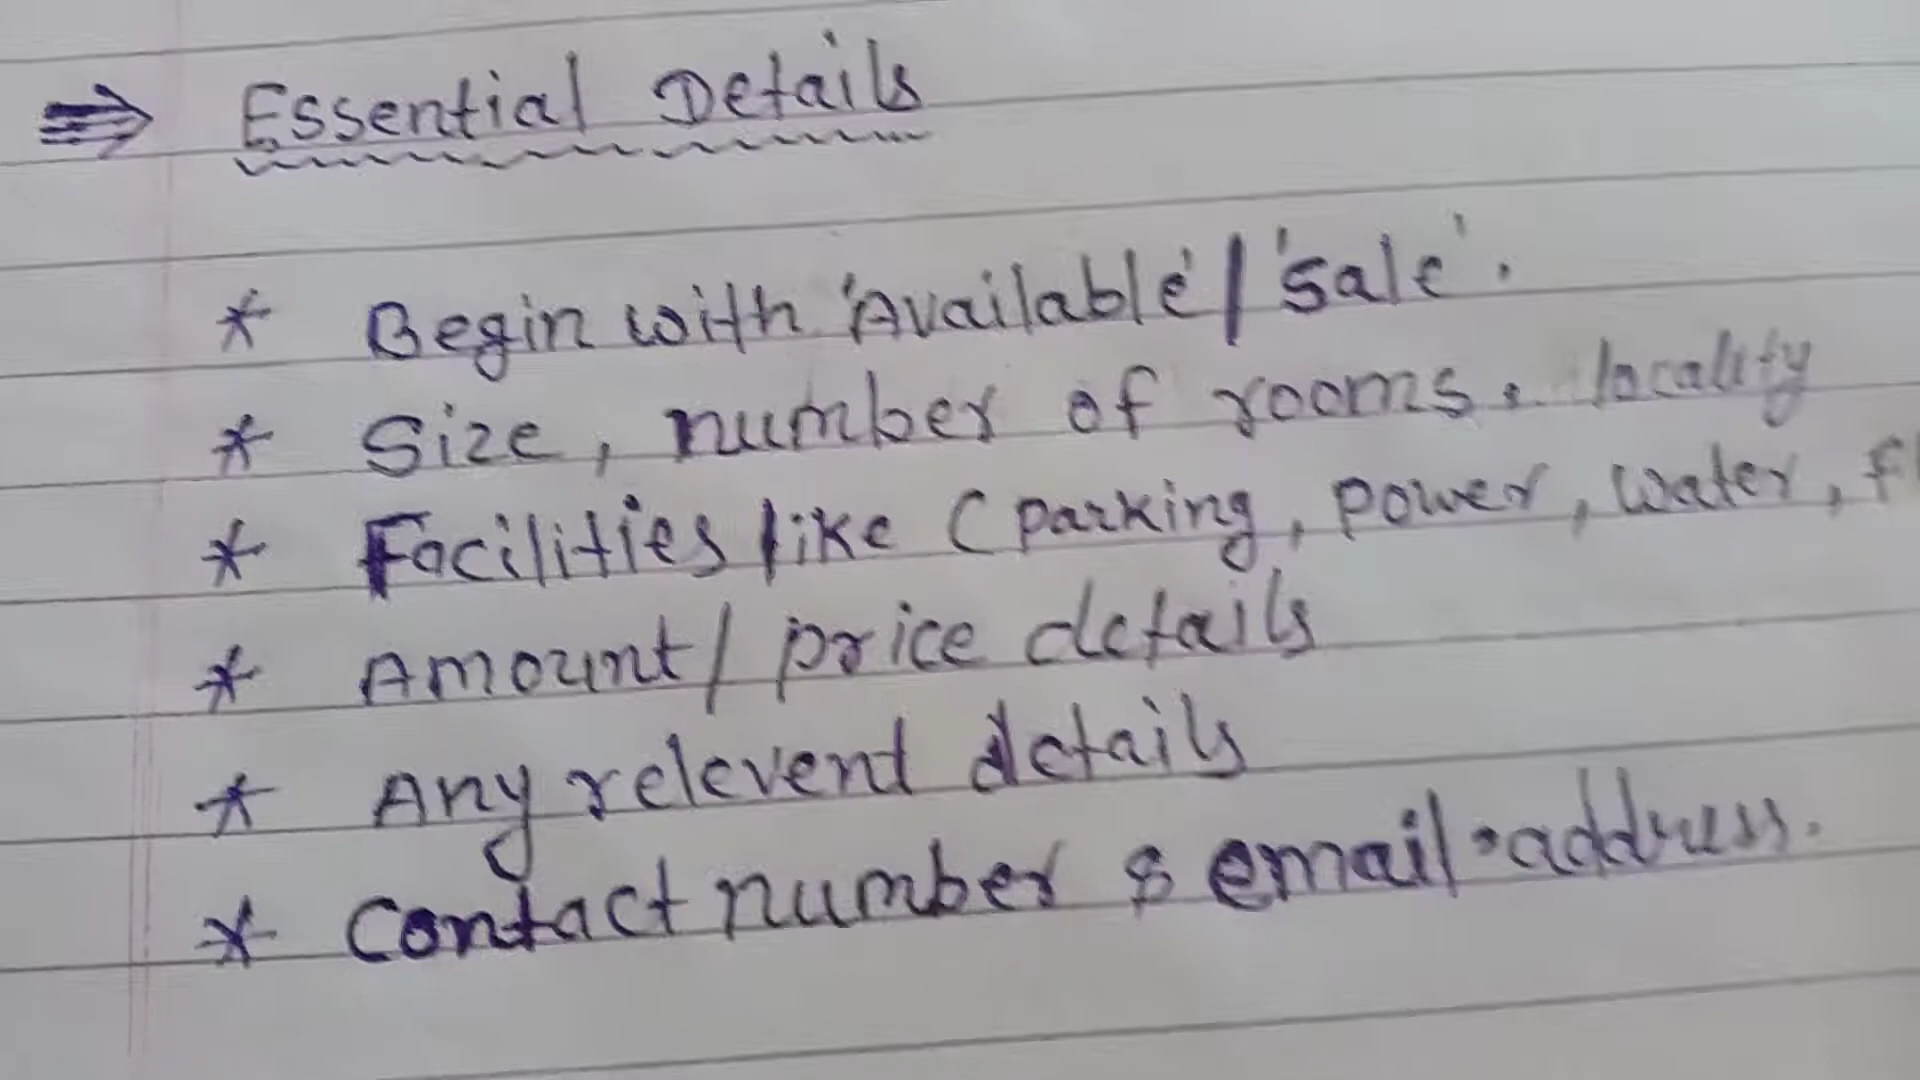 ⇒ Essential Details
* Begin with 'Available' / 'sale'.
* Size, number of rooms. locality
* Facilities like (parking, power, water,
* Amount/ price details
* Any relevent details
* Contact number & email-address.